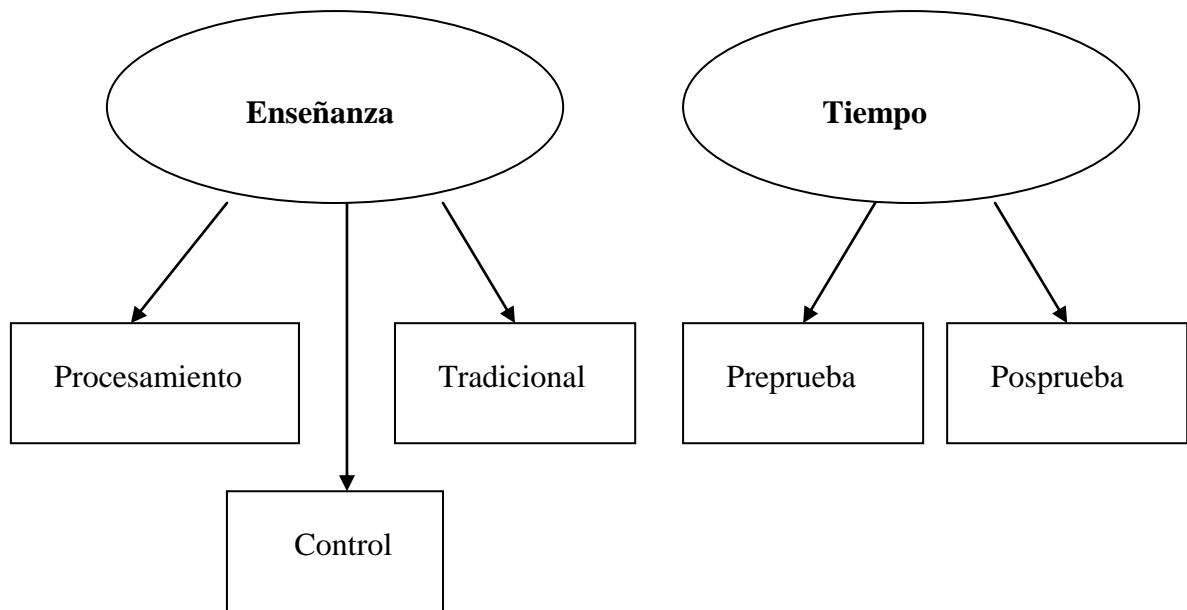 Enseñanza
Tiempo
Procesamiento
Tradicional
Preprueba
Posprueba
Control